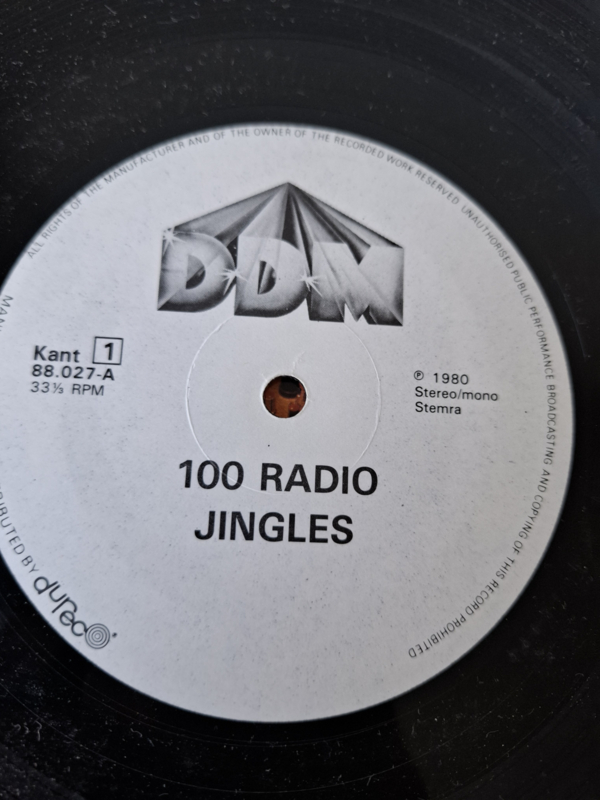 ALL RIGHTS OF THE MANUFACTURER AND OF THE OWNER OF THE RECORDED WORK RESERVED. UNAUTHORISED PUBLIC PERFORMANCE BROADCASTING AND COPYING OF THIS RECORD PROHIBITED
DDM
Kant 1
88.027-A
33⅓ RPM
℗ 1980
Stereo/mono
Stemra
100 RADIO
JINGLES
BY dureco